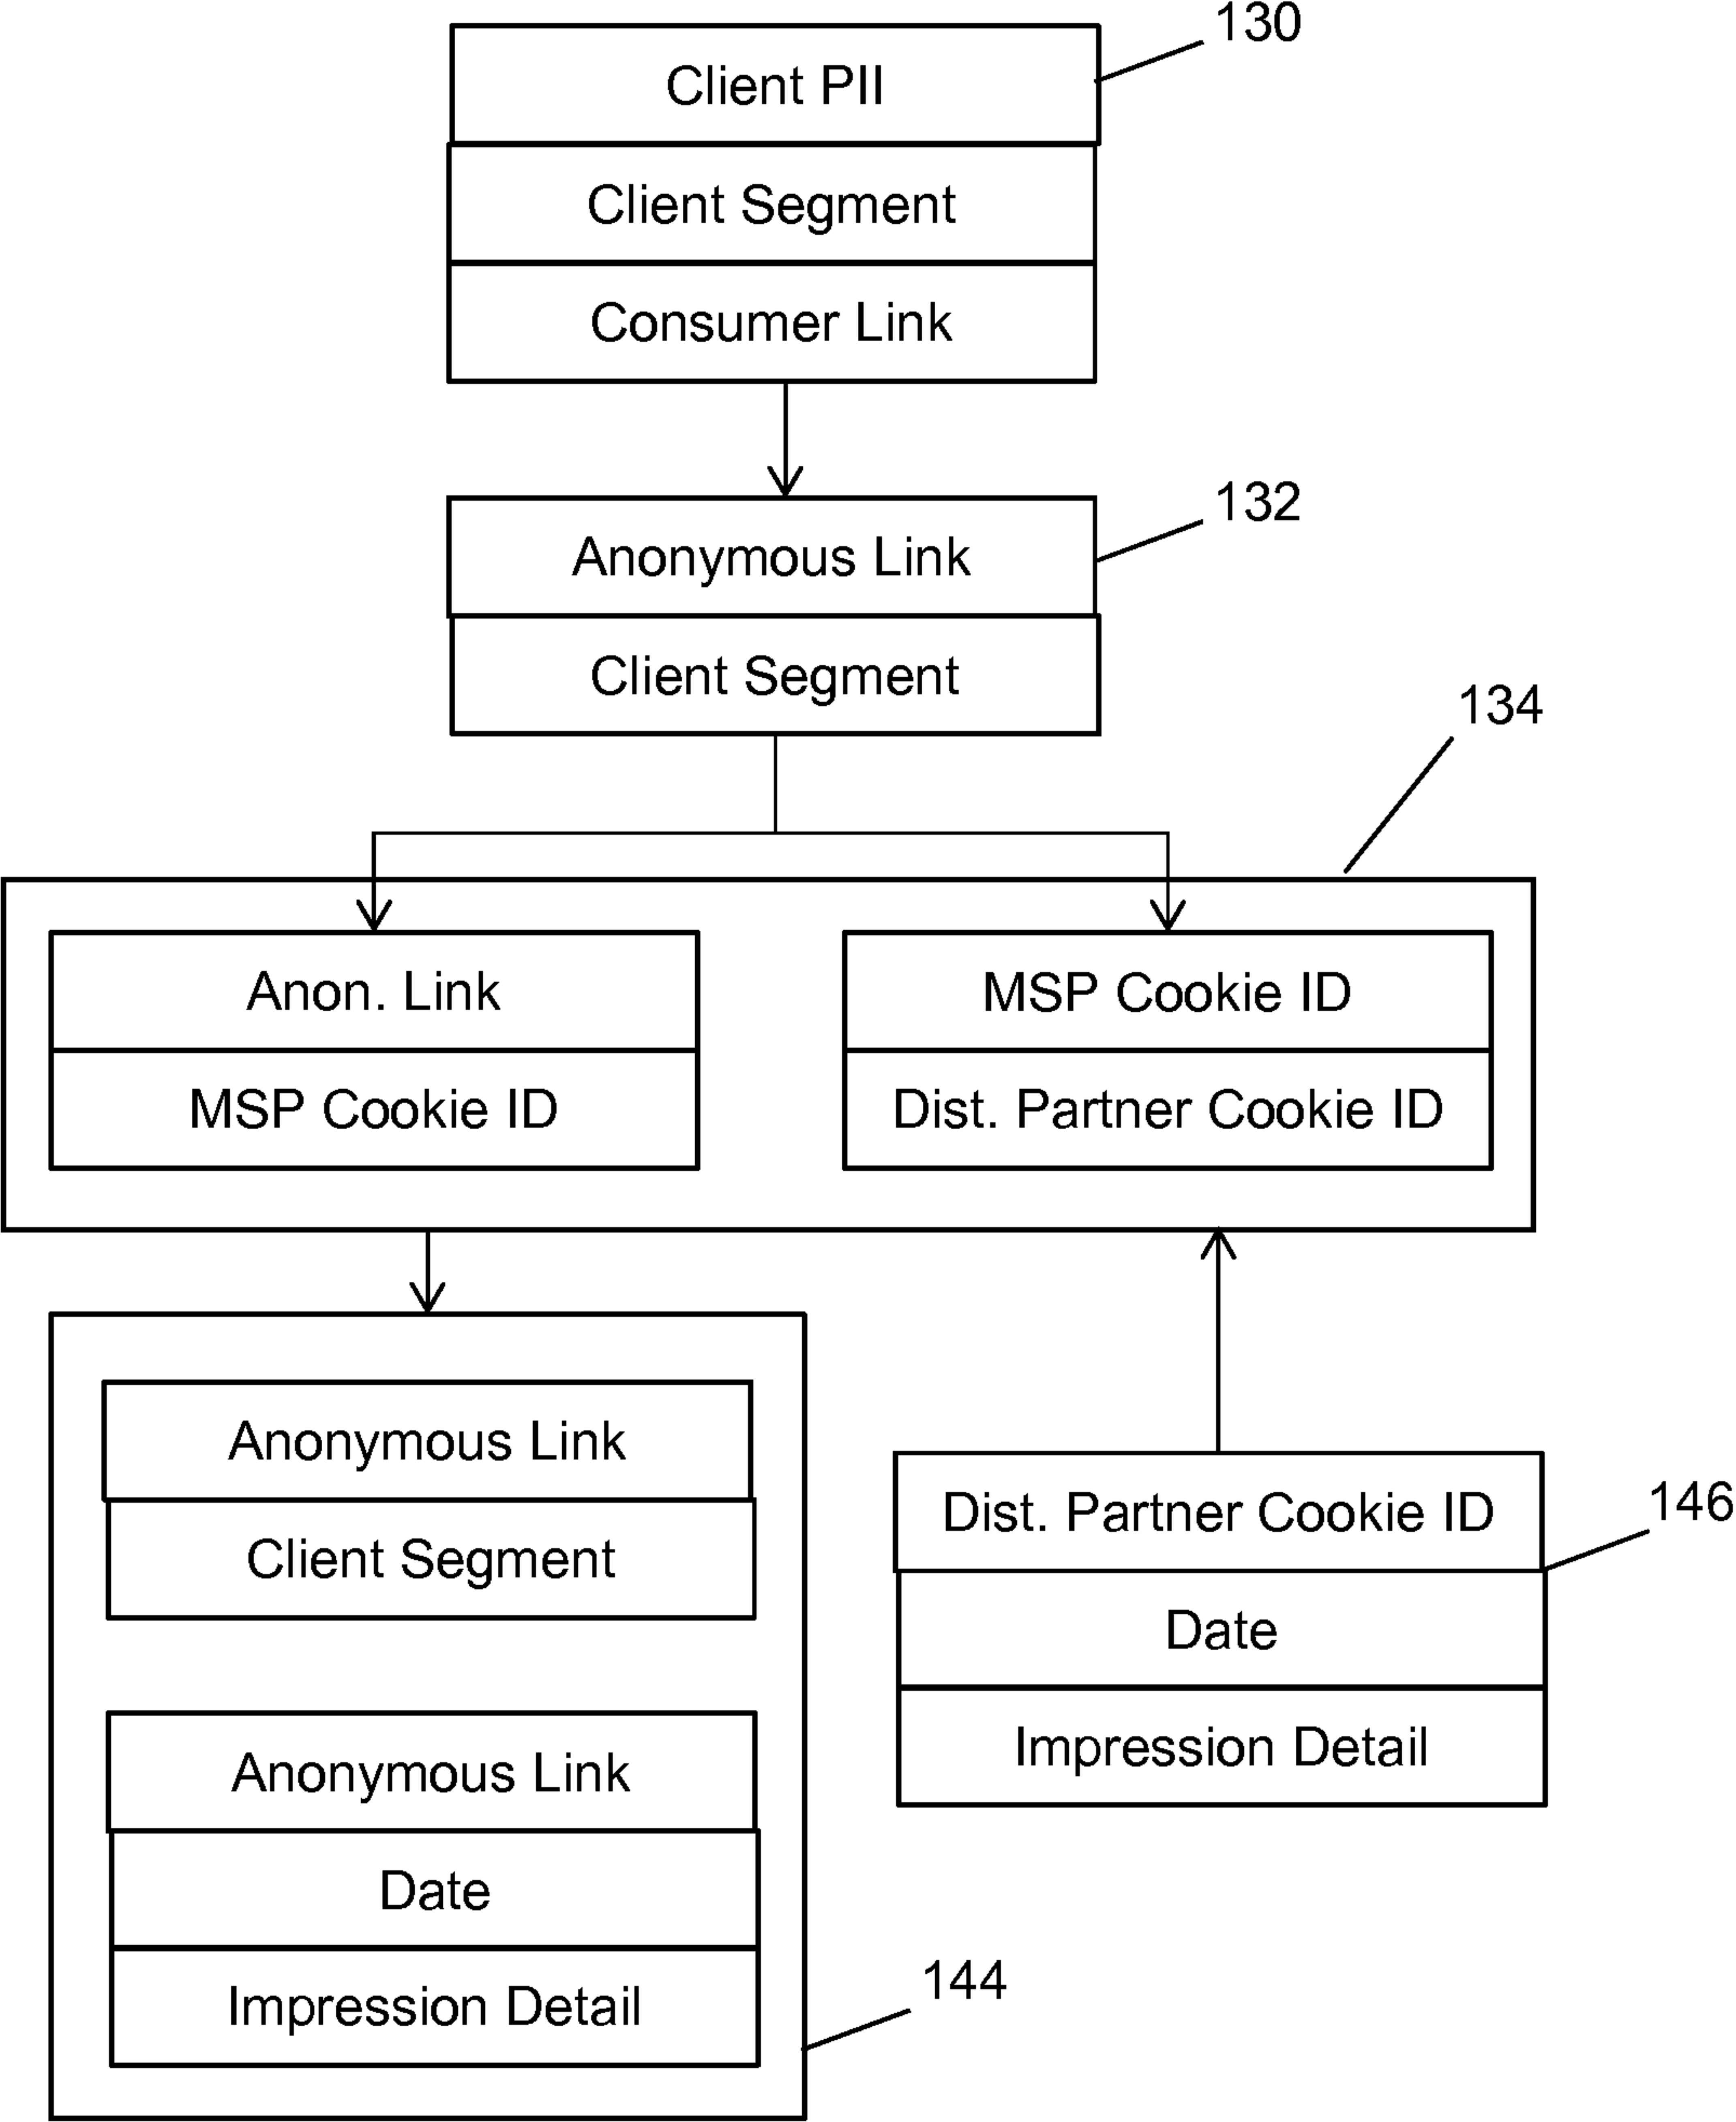 130
Client PII
Client Segment
Consumer Link
132
Anonymous Link
Client Segment
134
Anon. Link
MSP Cookie ID
MSP Cookie ID
Dist. Partner Cookie ID
Anonymous Link
Client Segment
Anonymous Link
Date
Impression Detail
144
Dist. Partner Cookie ID
146
Date
Impression Detail